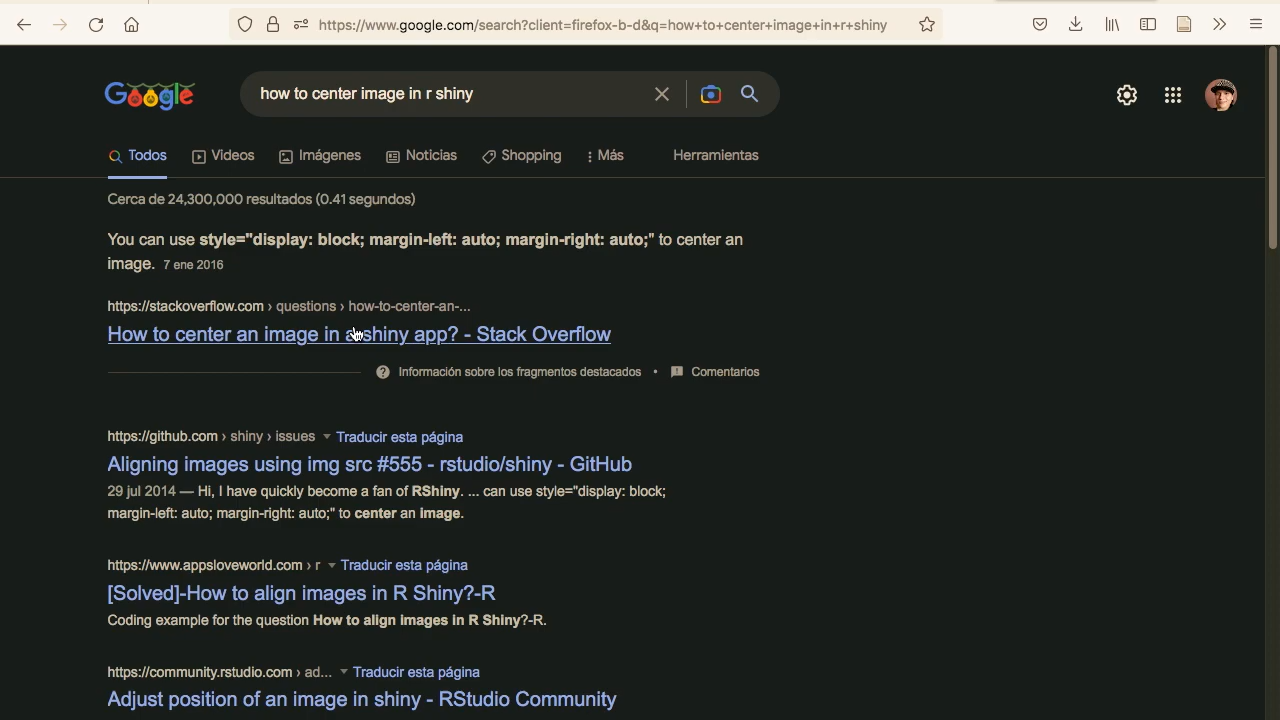 https://www.google.com/search?client=firefox-b-d&q=how+to+center+image+in+r+shiny
Google
how to center image in r shiny
Todos
Videos
Imágenes
Noticias
Shopping
Más
Herramientas
Cerca de 24,300,000 resultados (0.41 segundos)
You can use style="display: block; margin-left: auto; margin-right: auto;" to center an
image. 7 ene 2016
https://stackoverflow.com › questions › how-to-center-an-...
How to center an image in a shiny app? - Stack Overflow
Información sobre los fragmentos destacados • Comentarios
https://github.com › shiny › issues Traducir esta página
Aligning images using img src #555 - rstudio/shiny - GitHub
29 jul 2014 — Hi, I have quickly become a fan of RShiny. ... can use style="display: block;
margin-left: auto; margin-right: auto;" to center an image.
https://www.appsloveworld.com › r Traducir esta página
[Solved]-How to align images in R Shiny?-R
Coding example for the question How to align images in R Shiny?-R.
https://community.rstudio.com › ad... Traducir esta página
Adjust position of an image in shiny - RStudio Community